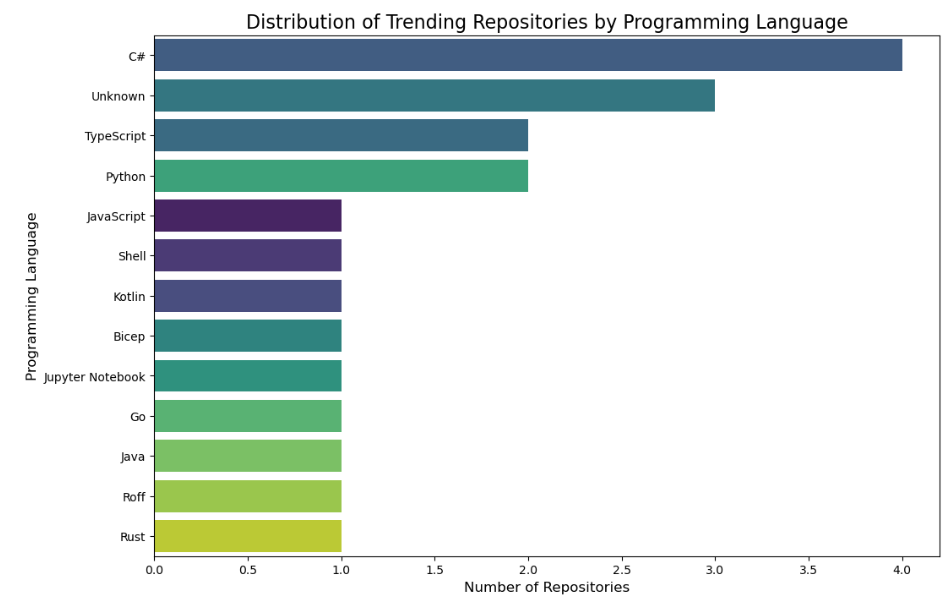 Distribution of Trending Repositories by Programming Language
Programming Language
C#
Unknown
TypeScript
Python
JavaScript
Shell
Kotlin
Bicep
Jupyter Notebook
Go
Java
Roff
Rust
0.0 0.5 1.0 1.5 2.0 2.5 3.0 3.5 4.0
Number of Repositories